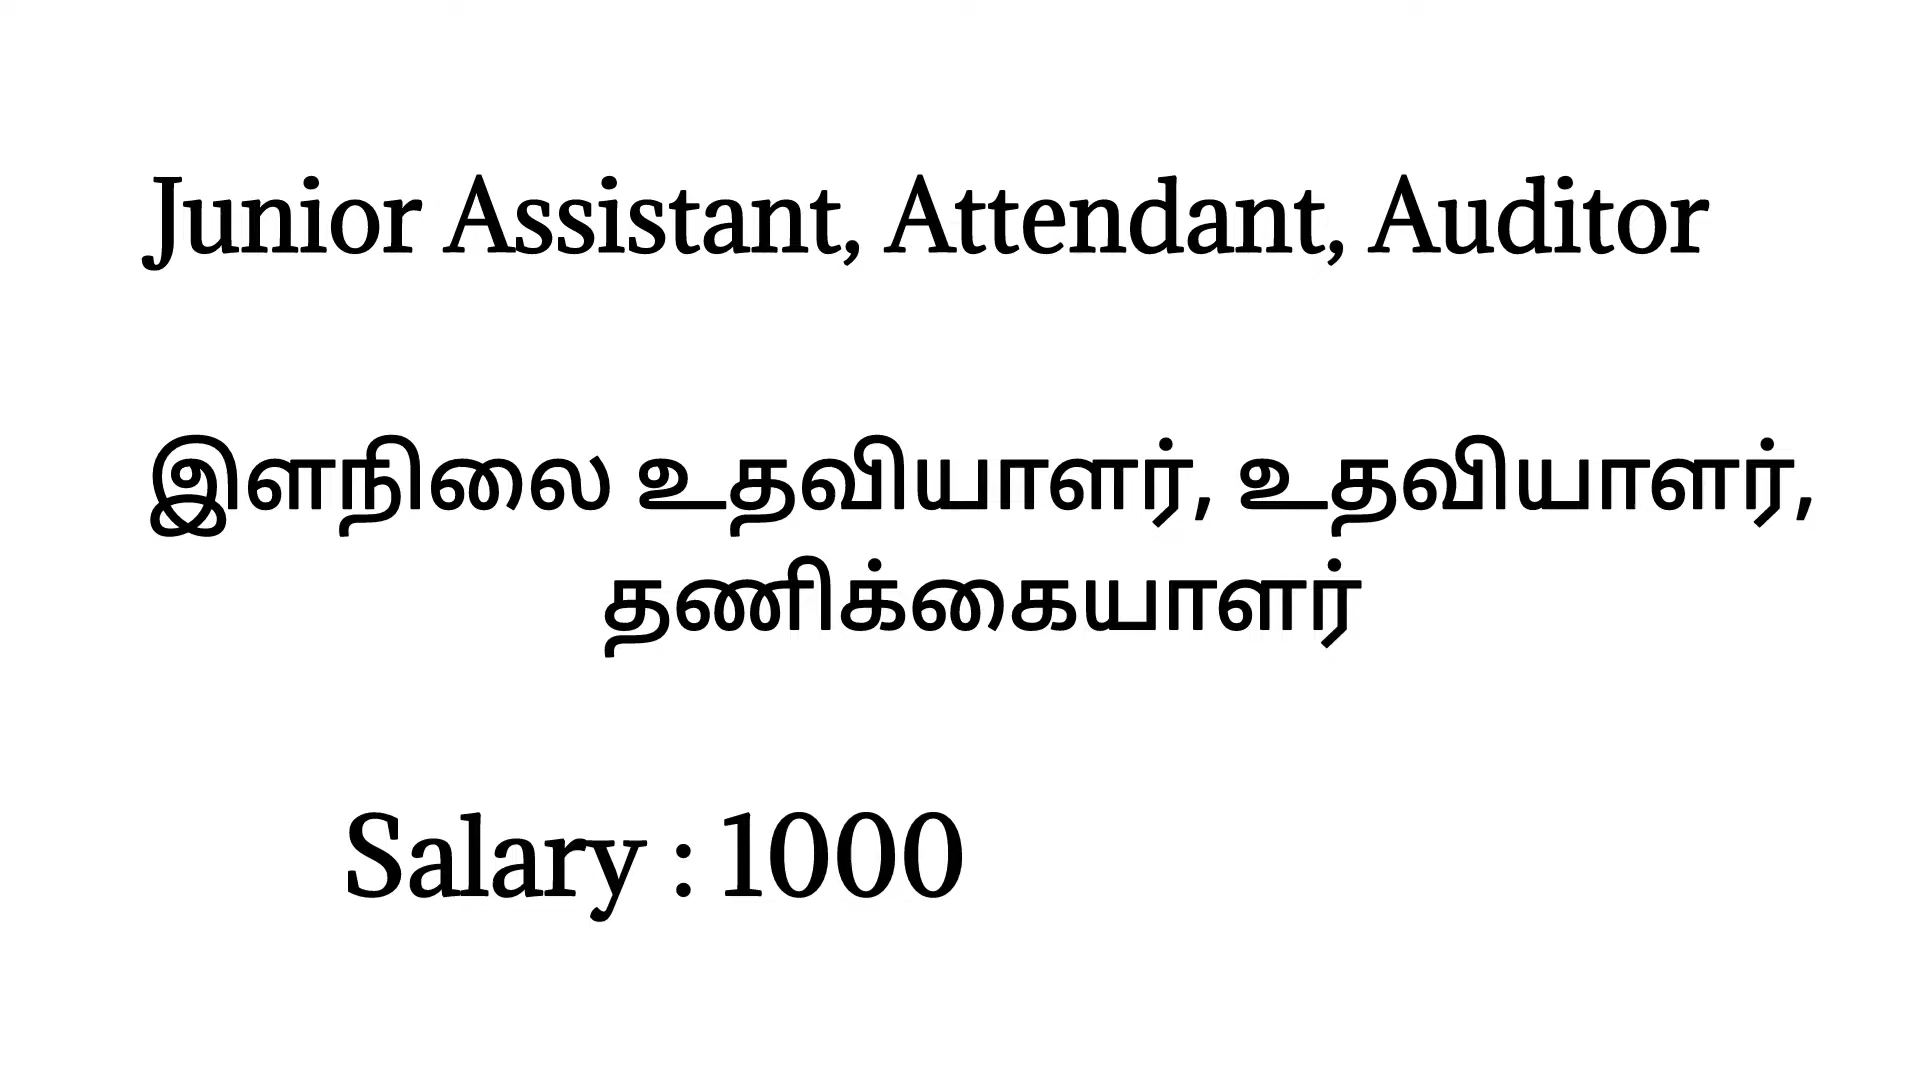 Junior Assistant, Attendant, Auditor
இளநிலை உதவியாளர், உதவியாளர்,
தணிக்கையாளர்
Salary : 1000